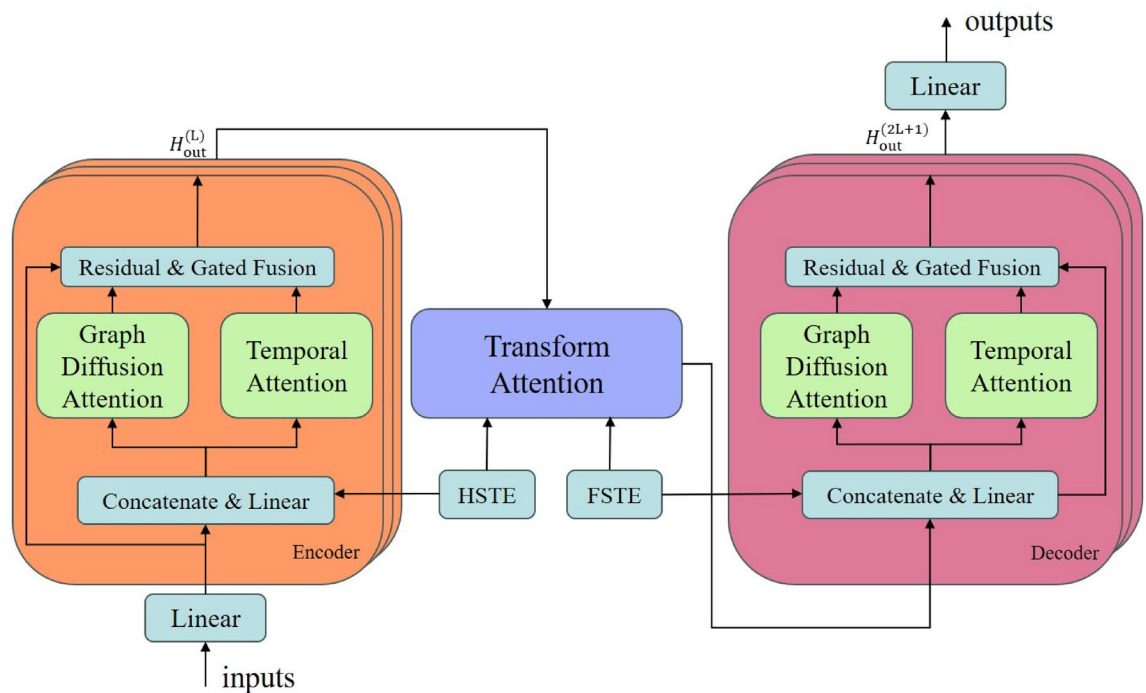 outputs
Linear
H_out^(L)
H_out^(2L+1)
Residual & Gated Fusion
Graph
Diffusion
Attention
Temporal
Attention
Concatenate & Linear
Encoder
Linear
inputs
Transform
Attention
HSTE
FSTE
Residual & Gated Fusion
Graph
Diffusion
Attention
Temporal
Attention
Concatenate & Linear
Decoder